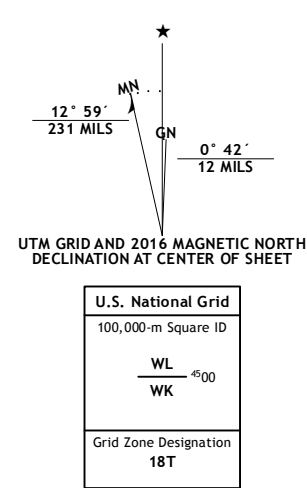 ★
MN
12° 59´
231 MILS
GN
0° 42´
12 MILS
UTM GRID AND 2016 MAGNETIC NORTH
DECLINATION AT CENTER OF SHEET
U.S. National Grid
100,000-m Square ID
WL
4500
WK
Grid Zone Designation
18T